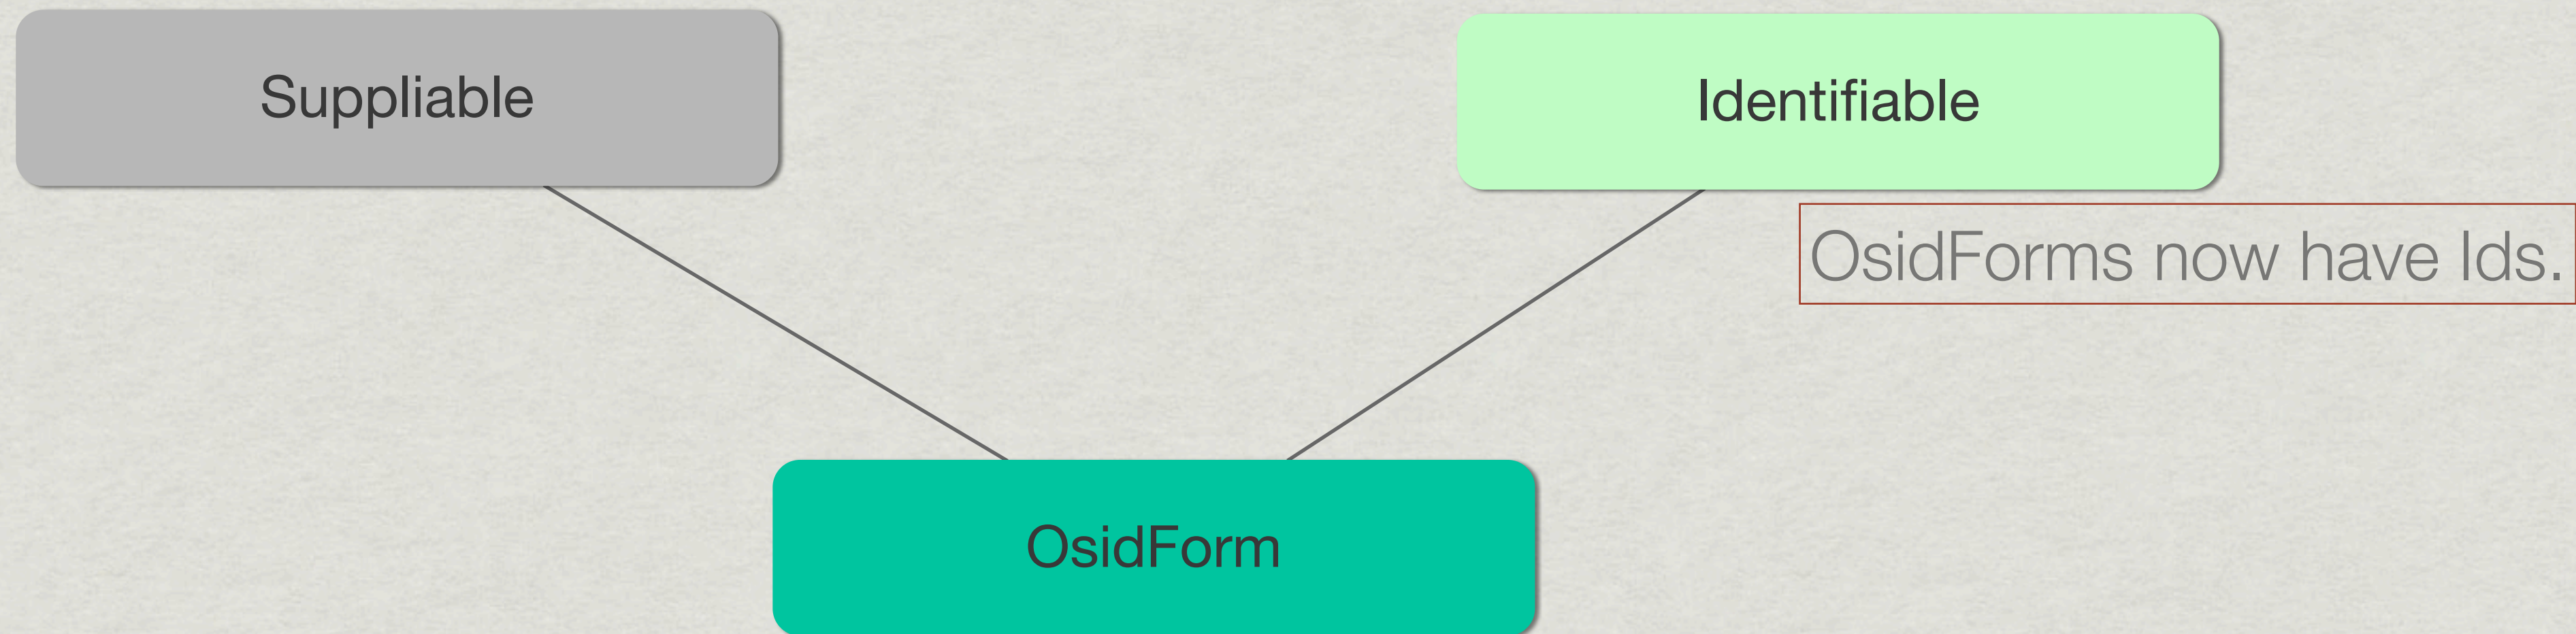 Suppliable
Identifiable
OsidForms now have Ids.
OsidForm